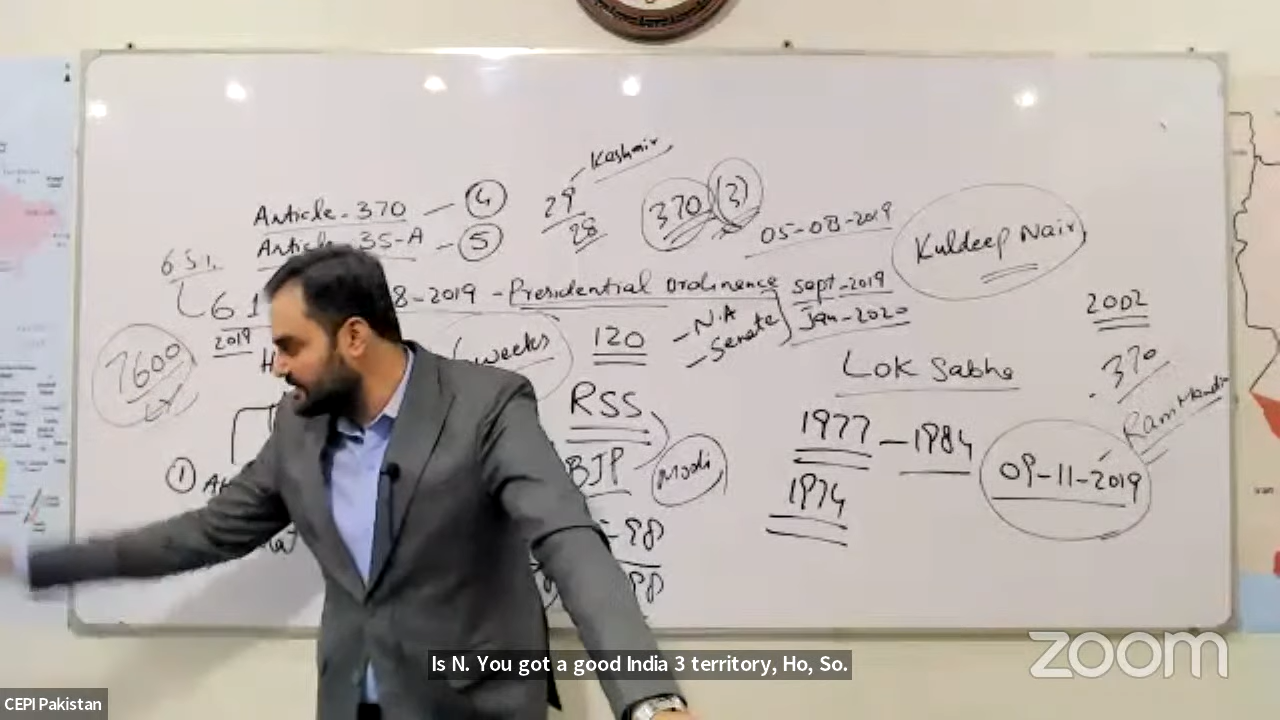 Kashmir
Article-370 - 4
29
28
370 (3)
Article 35-A - 5
05-08-2019
Kuldeep Nair
8-2019 - Presidential Ordinence
sept-2019
Jan-2020
N.A
Senate
2019
7600
weeks
120
2002
370
Lok Sabha
RSS
BJP
Modi
1977 - 1984
1974
09-11-2019
Ram Mandir
1
Is N. You got a good India 3 territory, Ho, So.
zoom
CEPI Pakistan